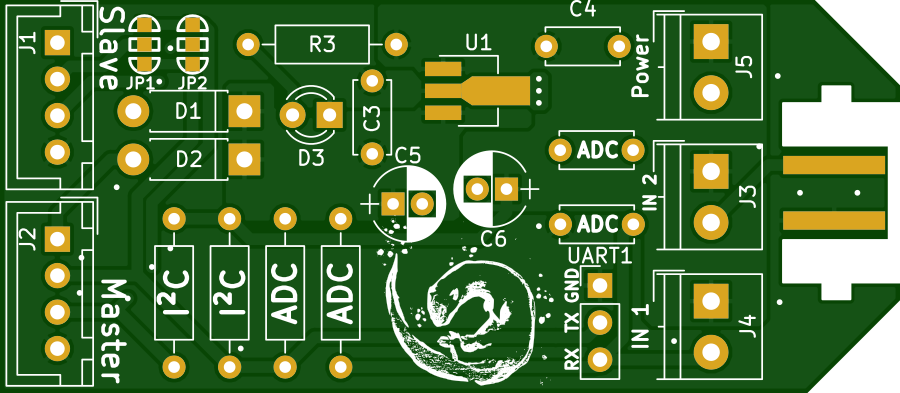 J1
Slave
JP1
JP2
R3
U1
C4
Power
J5
D1
D2
D3
C3
C5
C6
ADC
ADC
IN 2
J3
J2
Master
I²C
I²C
ADC
ADC
UART1
GND
TX
RX
IN 1
J4